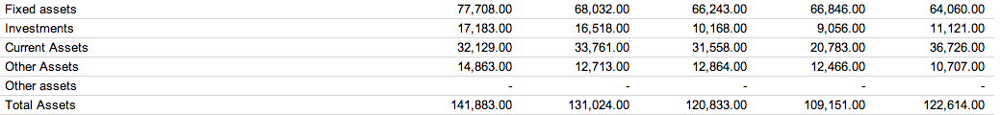 Fixed assets 77,708.00 68,032.00 66,243.00 66,846.00 64,060.00
Investments 17,183.00 16,518.00 10,168.00 9,056.00 11,121.00
Current Assets 32,129.00 33,761.00 31,558.00 20,783.00 36,726.00
Other Assets 14,863.00 12,713.00 12,864.00 12,466.00 10,707.00
Other assets - - - - -
Total Assets 141,883.00 131,024.00 120,833.00 109,151.00 122,614.00